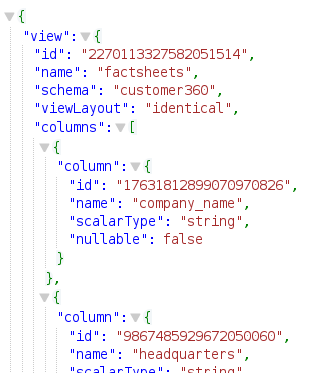 {
"view": {
"id": "2270113327582051514",
"name": "factsheets",
"schema": "customer360",
"viewLayout": "identical",
"columns": [
{
"column": {
"id": "17631812899070970826",
"name": "company_name",
"scalarType": "string",
"nullable": false
}
},
{
"column": {
"id": "9867485929672050060",
"name": "headquarters",
"scalarType": "string",